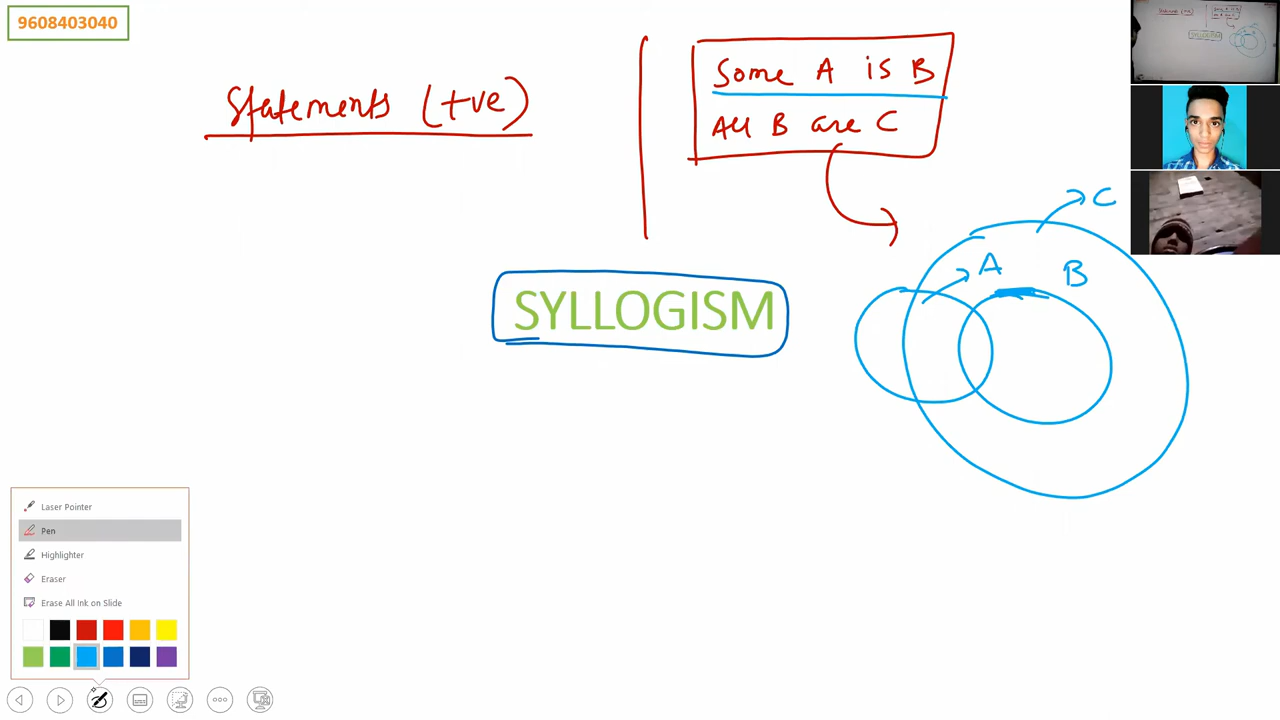 9608403040
Statements (+ve)
Some A is B
All B are C
C
A
B
SYLLOGISM
Laser Pointer
Pen
Highlighter
Eraser
Erase All Ink on Slide